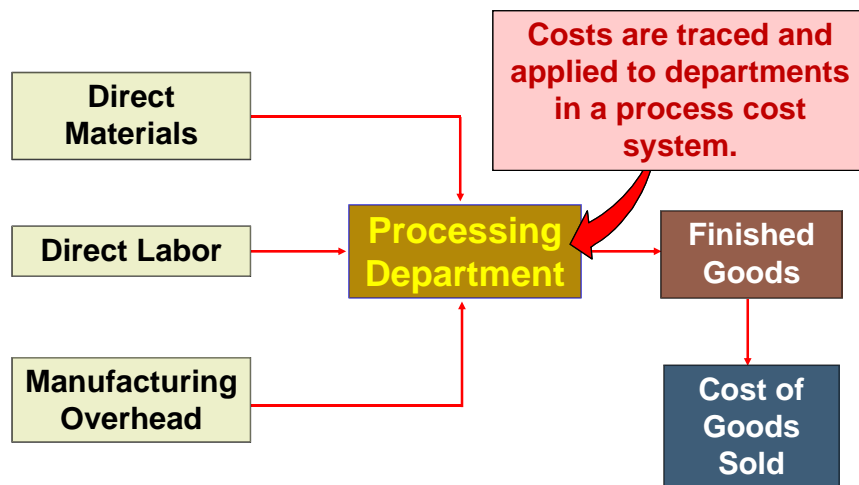 Costs are traced and
applied to departments
in a process cost
system.
Direct
Materials
Direct Labor
Processing
Department
Finished
Goods
Manufacturing
Overhead
Cost of
Goods
Sold